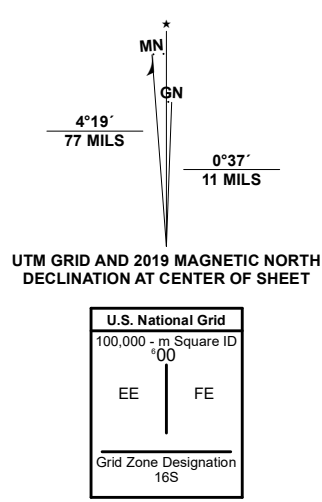 ★
MN
GN
4°19´
77 MILS
0°37´
11 MILS
UTM GRID AND 2019 MAGNETIC NORTH
DECLINATION AT CENTER OF SHEET
U.S. National Grid
100,000 - m Square ID
⁶00
EE FE
Grid Zone Designation
16S